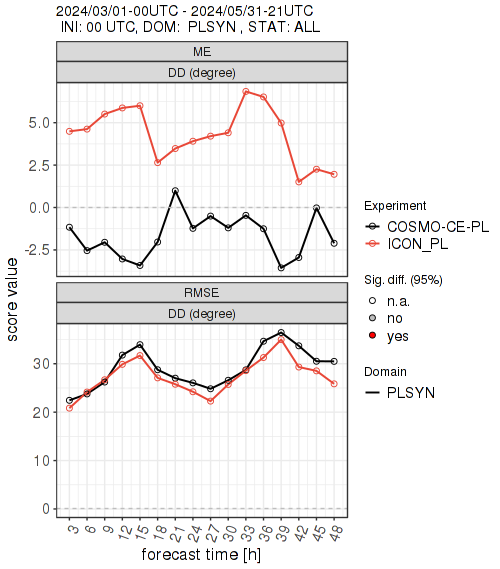 2024/03/01-00UTC - 2024/05/31-21UTC
INI: 00 UTC, DOM: PLSYN , STAT: ALL
ME
DD (degree)
5.0
2.5
0.0
-2.5
RMSE
DD (degree)
30
20
10
0
3 6 9 12 15 18 21 24 27 30 33 36 39 42 45 48
forecast time [h]
score value
Experiment
COSMO-CE-PL
ICON_PL
Sig. diff. (95%)
n.a.
no
yes
Domain
PLSYN